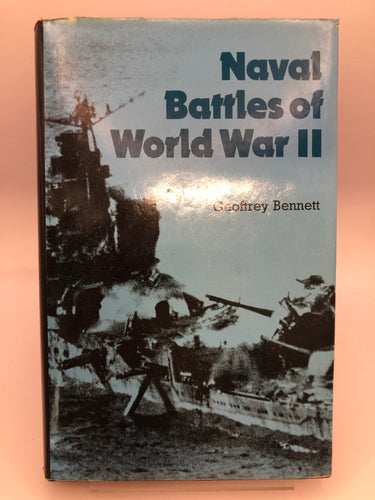 Naval
Battles of
World War II
Geoffrey Bennett